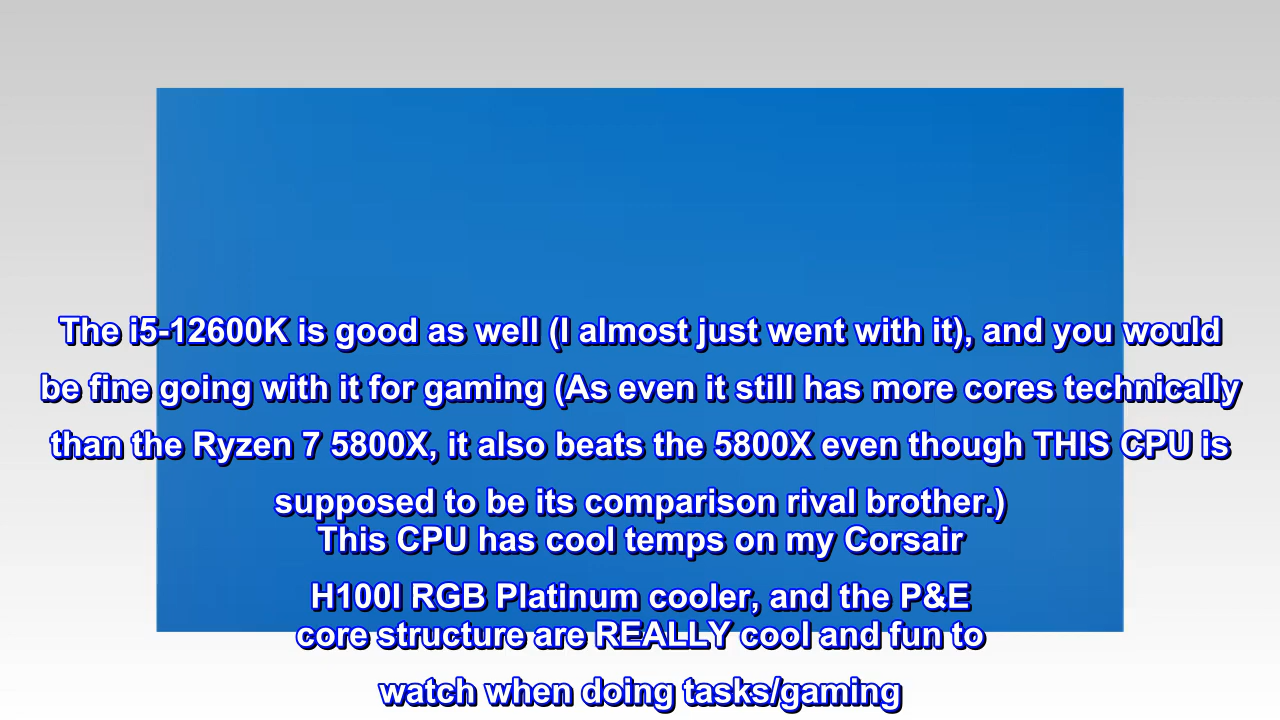 The i5-12600K is good as well (I almost just went with it), and you would
be fine going with it for gaming (As even it still has more cores technically
than the Ryzen 7 5800X, it also beats the 5800X even though THIS CPU is
supposed to be its comparison rival brother.)
This CPU has cool temps on my Corsair
H100I RGB Platinum cooler, and the P&E
core structure are REALLY cool and fun to
watch when doing tasks/gaming